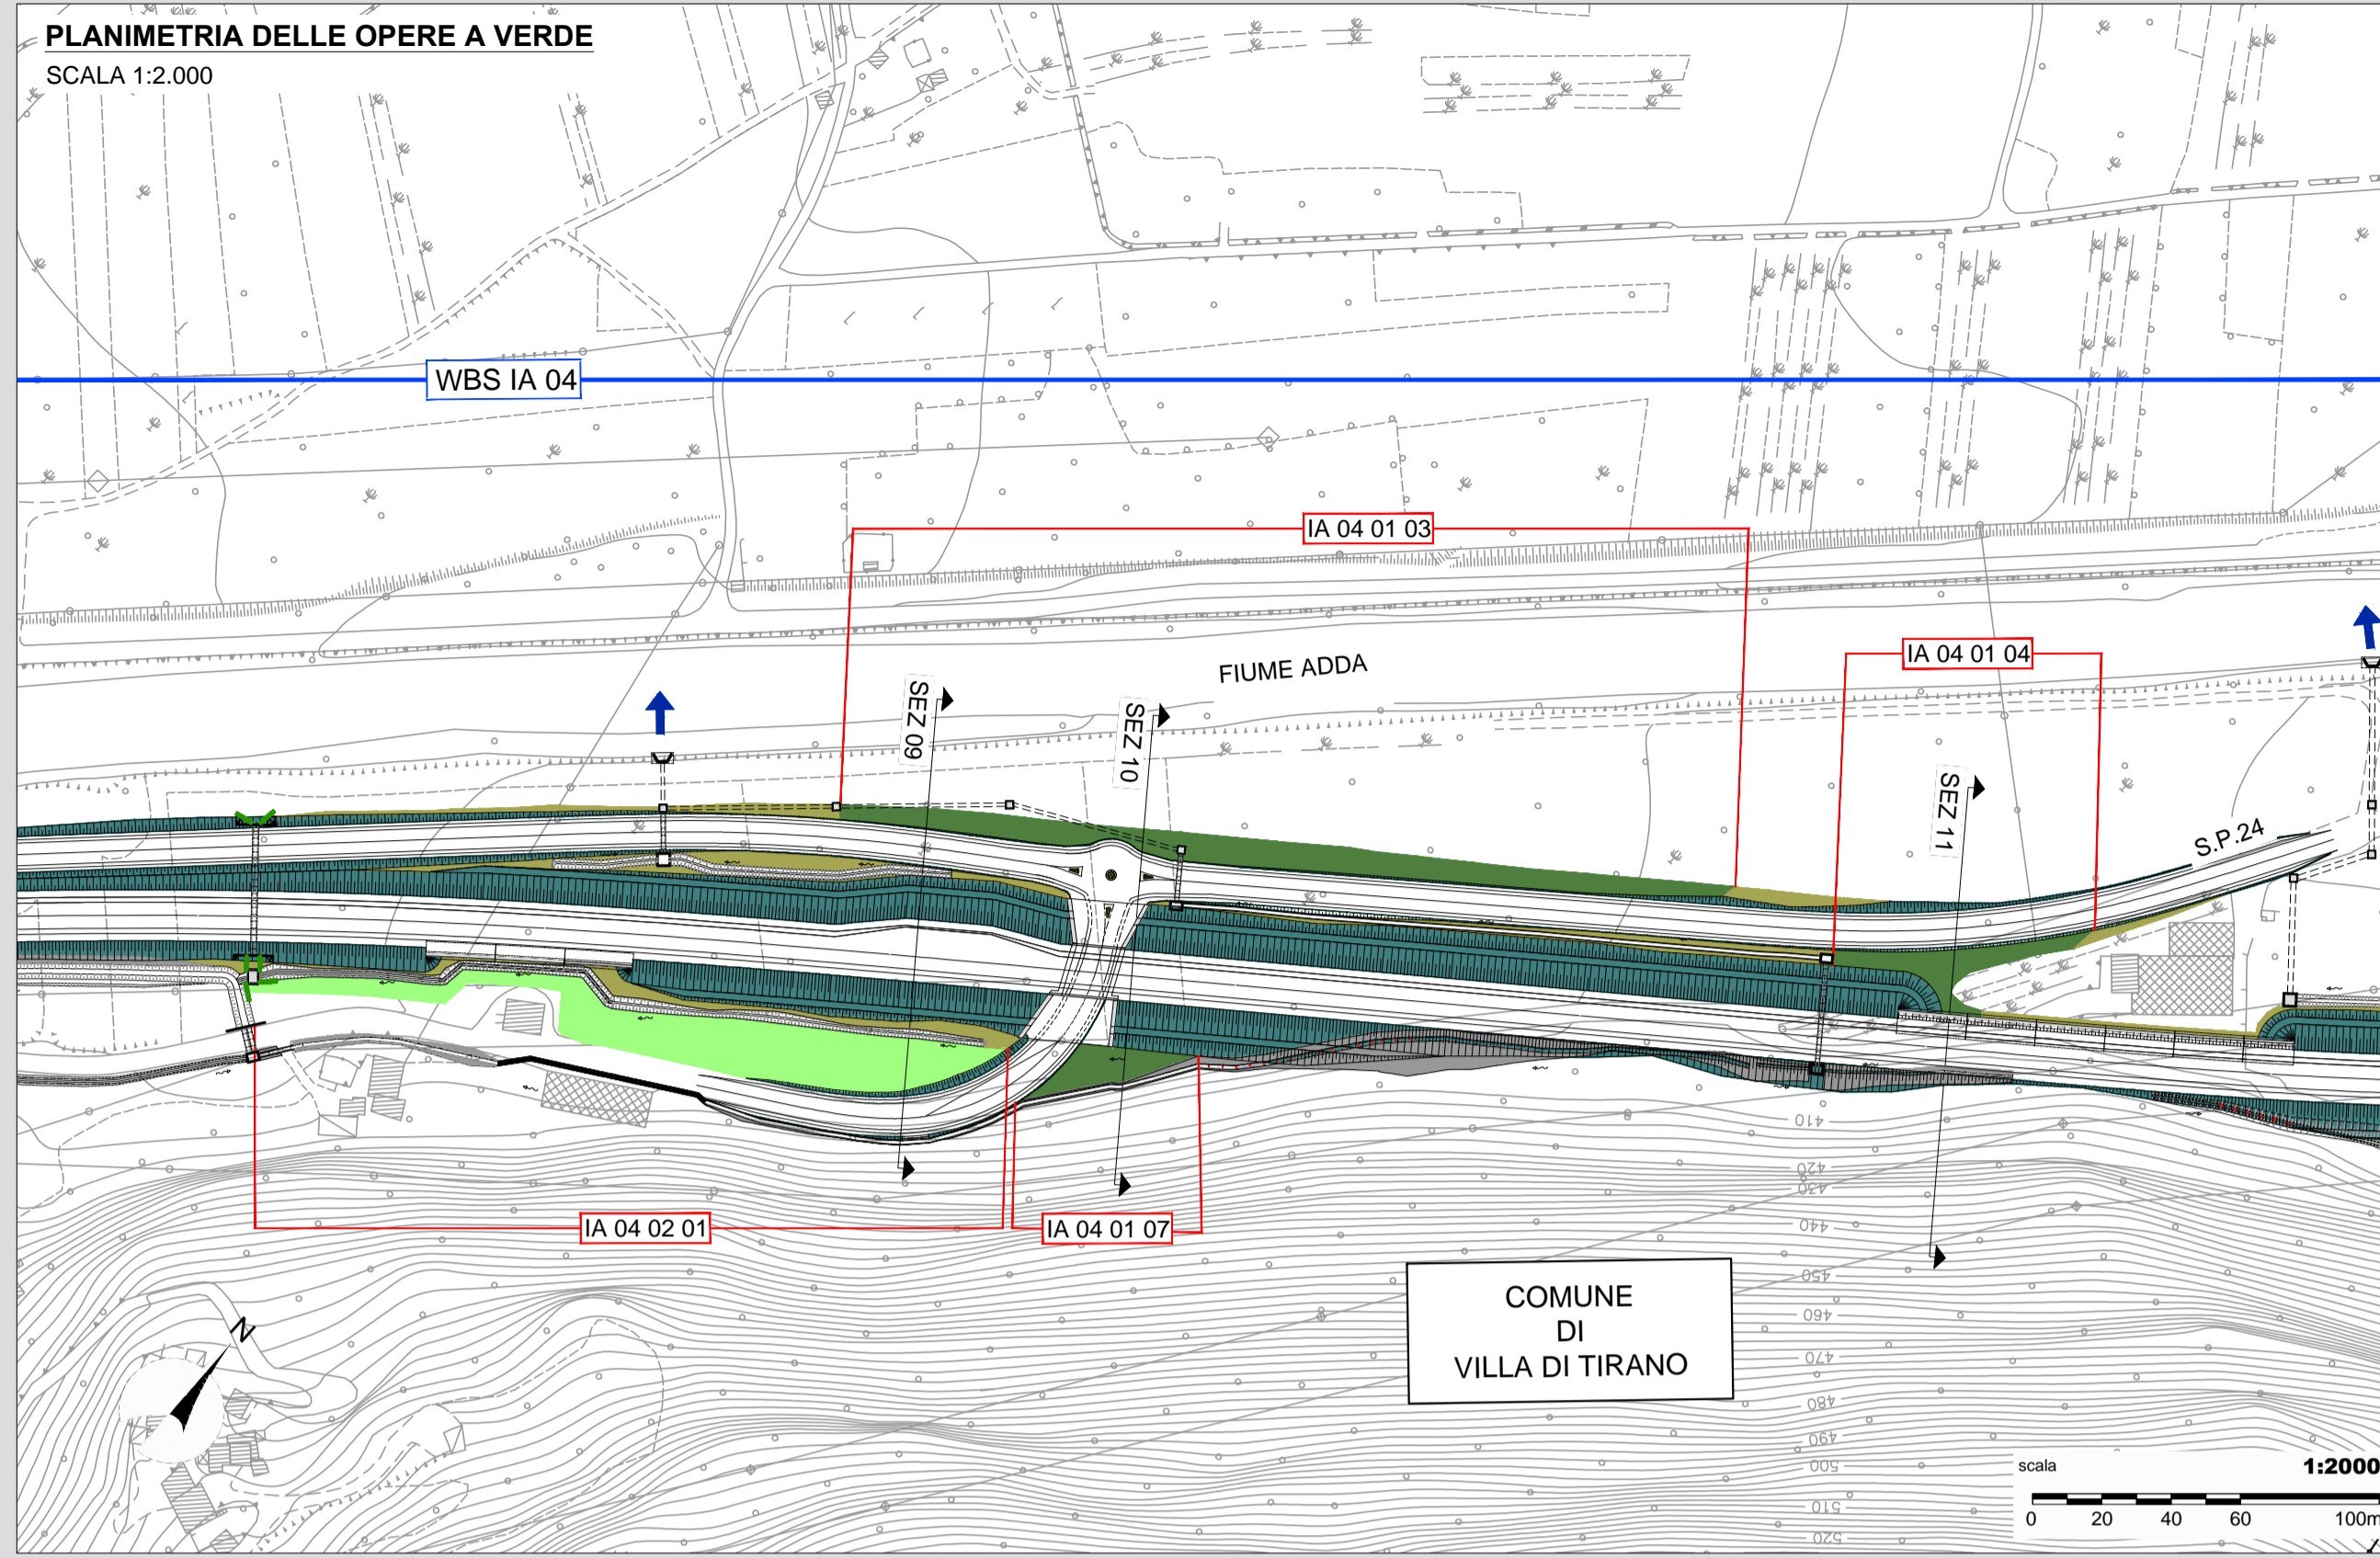 PLANIMETRIA DELLE OPERE A VERDE
SCALA 1:2.000
WBS IA 04
IA 04 01 03
IA 04 01 04
FIUME ADDA
SEZ 09
SEZ 10
SEZ 11
S.P.24
IA 04 02 01
IA 04 01 07
410
420
430
440
450
460
470
480
490
500
510
520
COMUNE
DI
VILLA DI TIRANO
N
scala 1:2000
0 20 40 60 100m